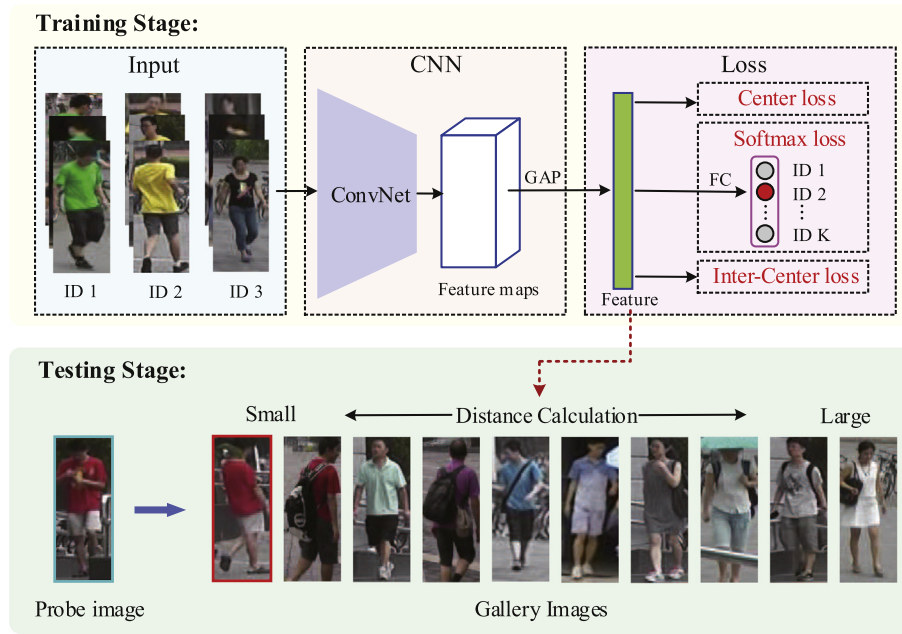 Training Stage:
Input
CNN
Loss
Center loss
Softmax loss
ID 1
ConvNet
GAP
FC
ID 2
ID K
Inter-Center loss
ID 1
ID 2
ID 3
Feature maps
Feature
Testing Stage:
Small
Distance Calculation
Large
Probe image
Gallery Images